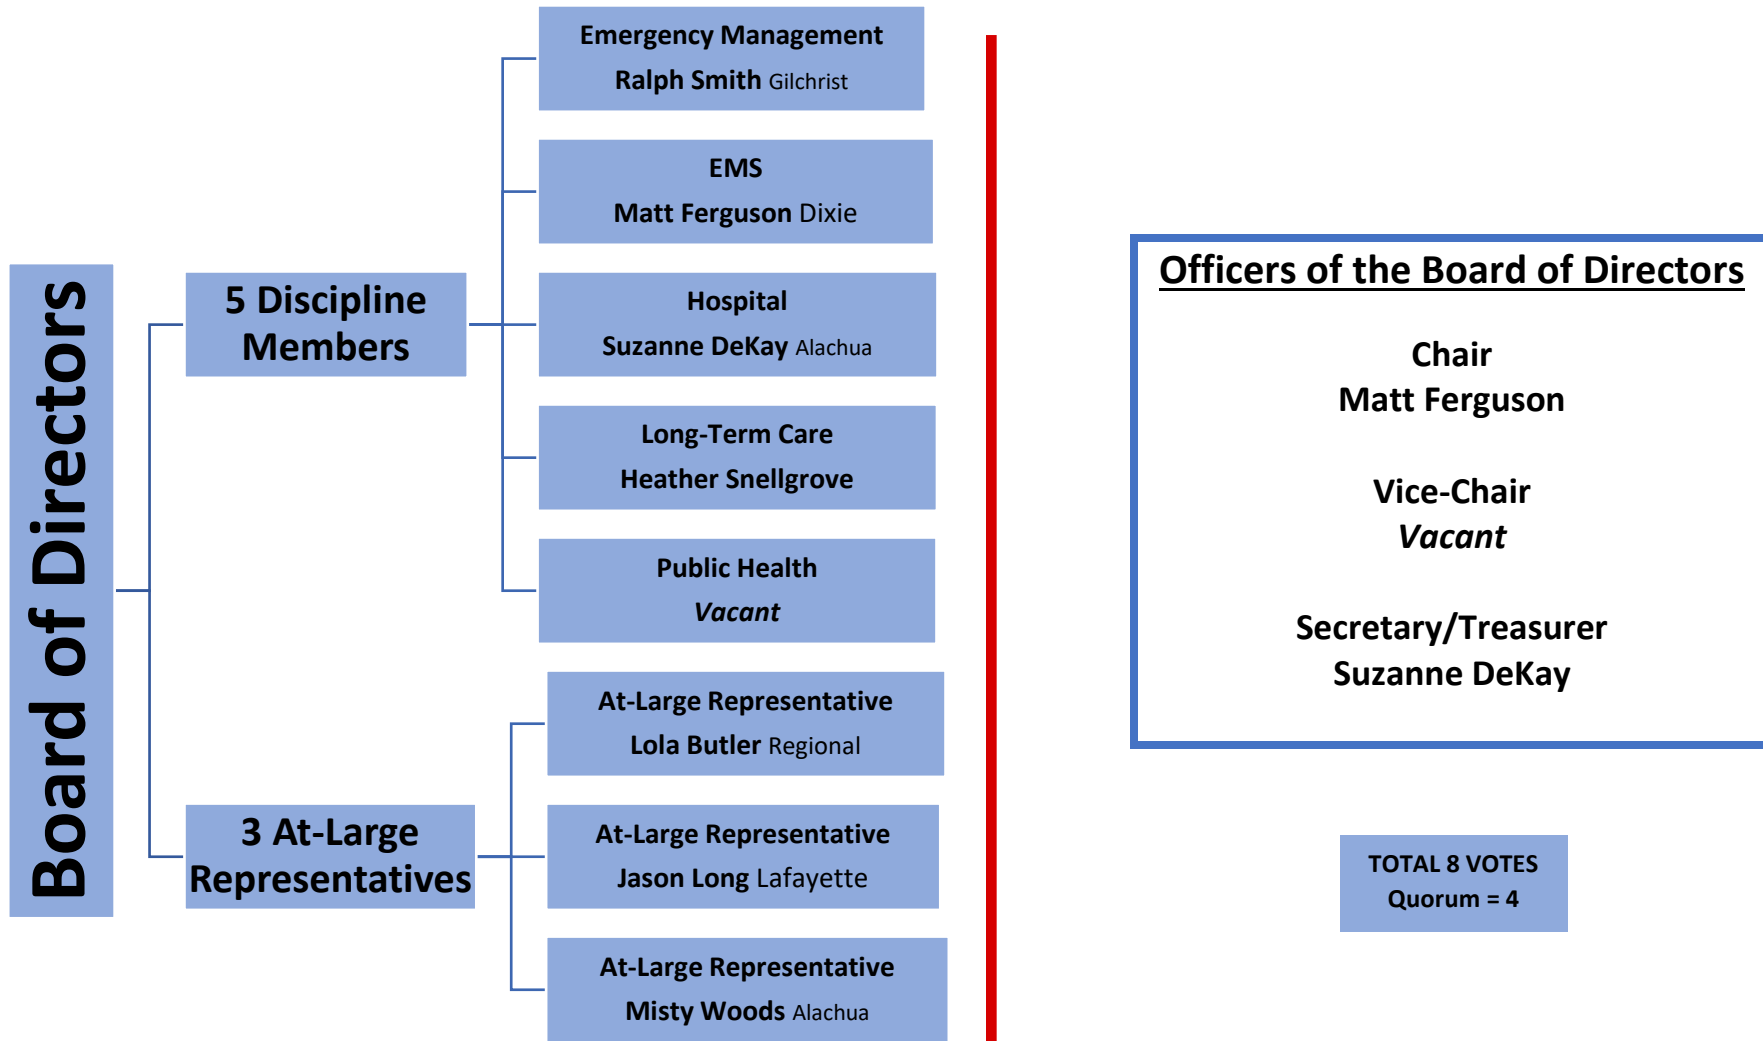 Board of Directors
5 Discipline
Members
Emergency Management
Ralph Smith Gilchrist
EMS
Matt Ferguson Dixie
Hospital
Suzanne DeKay Alachua
Long-Term Care
Heather Snellgrove
Public Health
Vacant
3 At-Large
Representatives
At-Large Representative
Lola Butler Regional
At-Large Representative
Jason Long Lafayette
At-Large Representative
Misty Woods Alachua
Officers of the Board of Directors
Chair
Matt Ferguson
Vice-Chair
Vacant
Secretary/Treasurer
Suzanne DeKay
TOTAL 8 VOTES
Quorum = 4